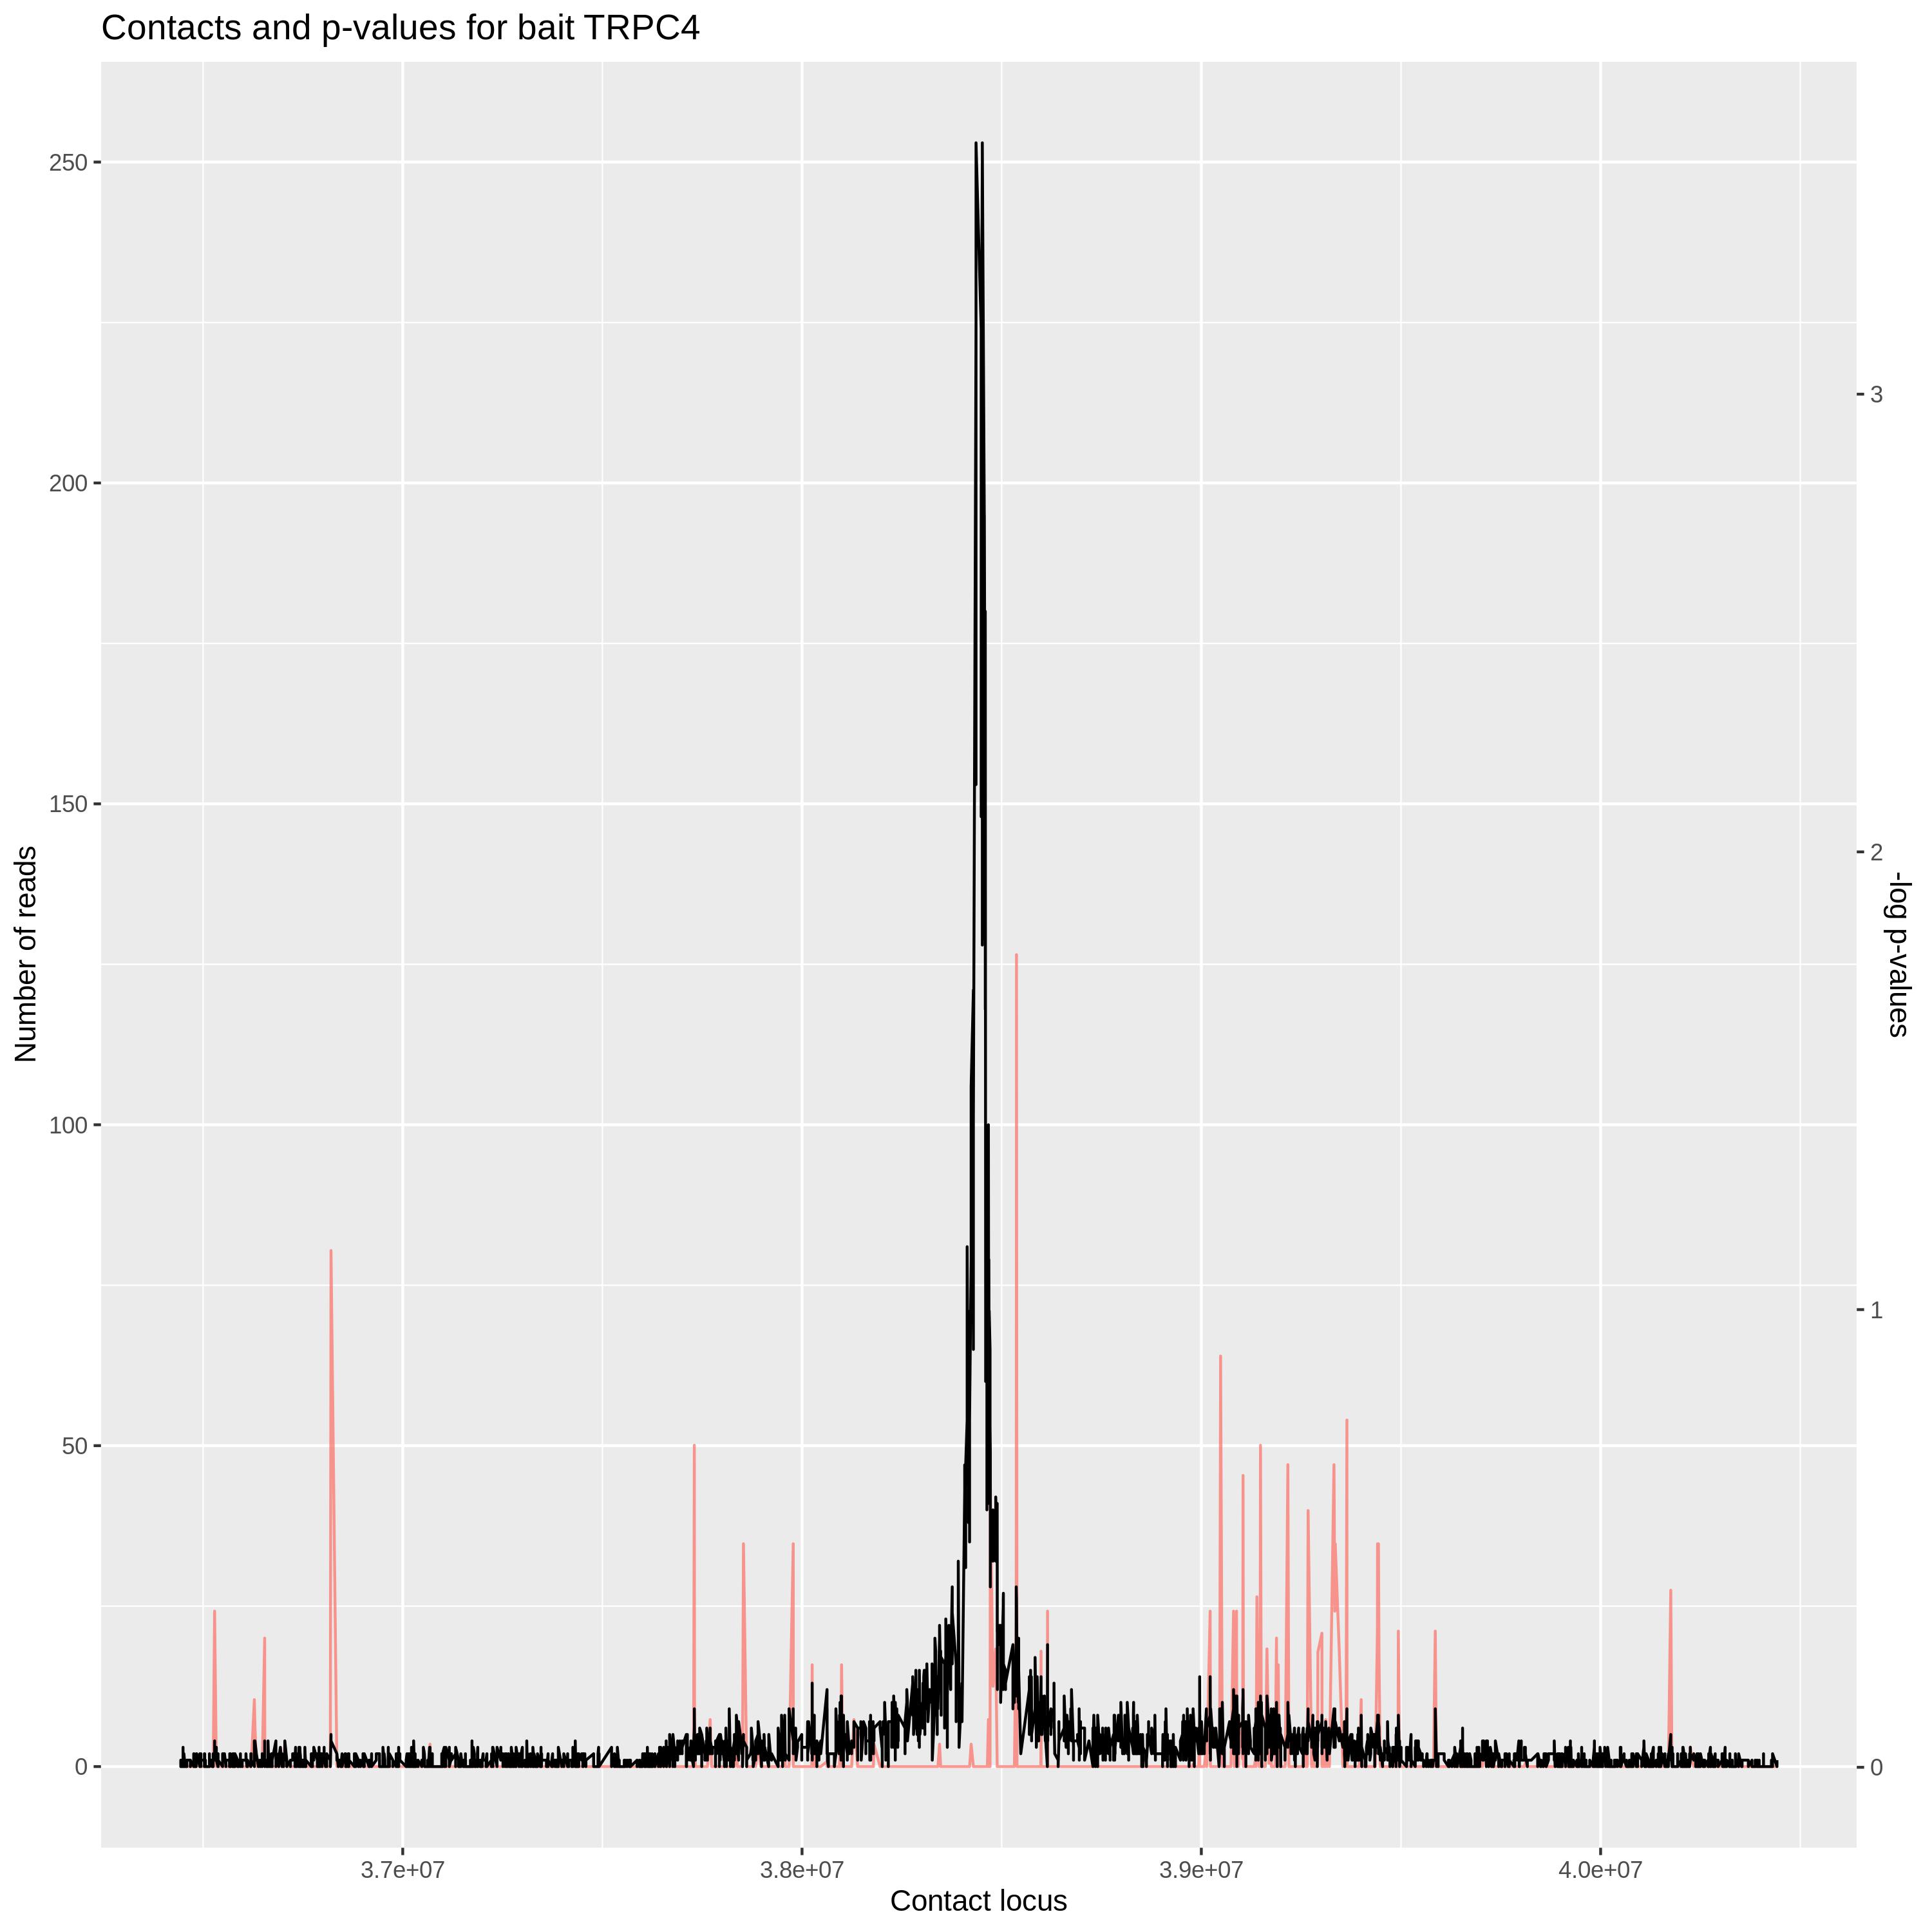 Contacts and p-values for bait TRPC4
250
200
150
100
50
0
Number of reads
3
2
1
0
-log p-values
3.7e+07
3.8e+07
3.9e+07
4.0e+07
Contact locus